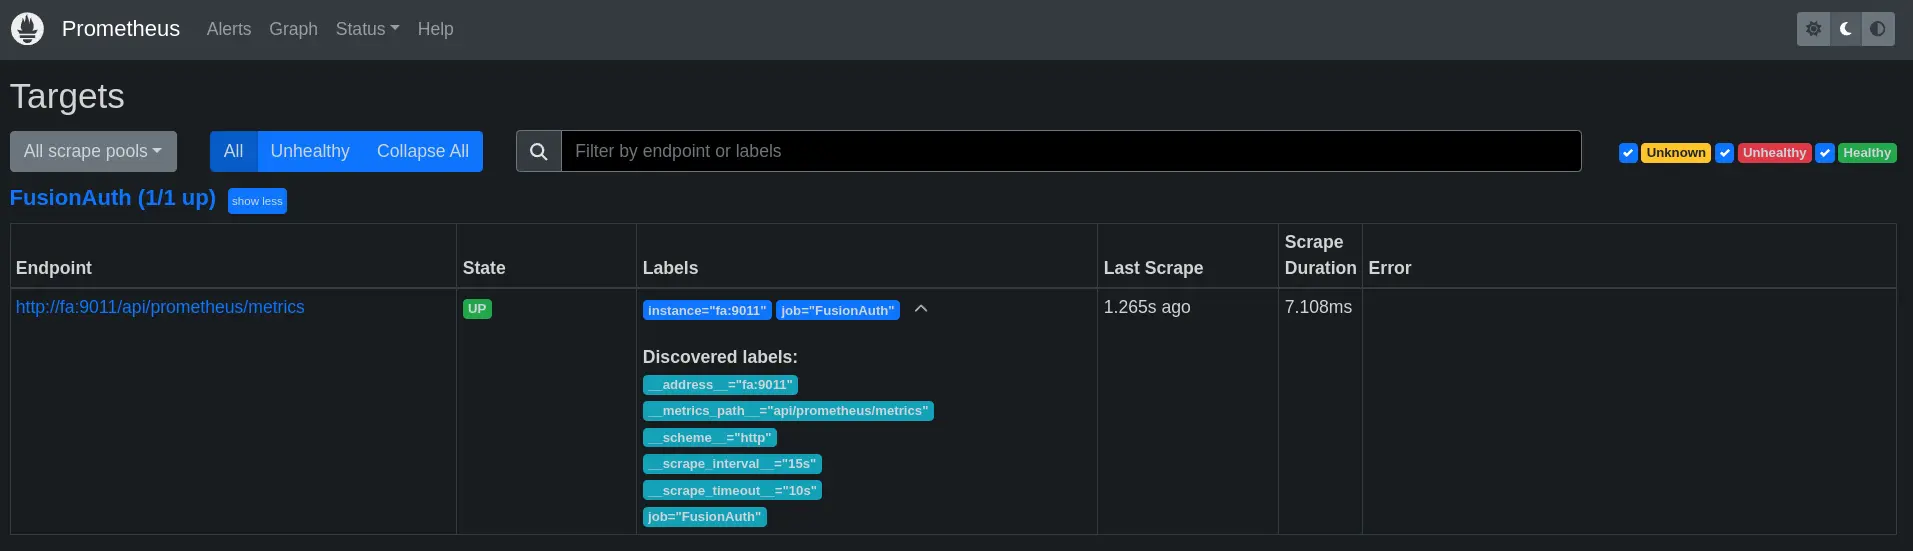 Prometheus Alerts Graph Status Help
Targets
All scrape pools All Unhealthy Collapse All Filter by endpoint or labels Unknown Unhealthy Healthy
FusionAuth (1/1 up) show less
Endpoint State Labels Last Scrape Scrape Duration Error
http://fa:9011/api/prometheus/metrics UP instance="fa:9011" job="FusionAuth" 1.265s ago 7.108ms
Discovered labels:
__address__="fa:9011"
__metrics_path__="api/prometheus/metrics"
__scheme__="http"
__scrape_interval__="15s"
__scrape_timeout__="10s"
job="FusionAuth"